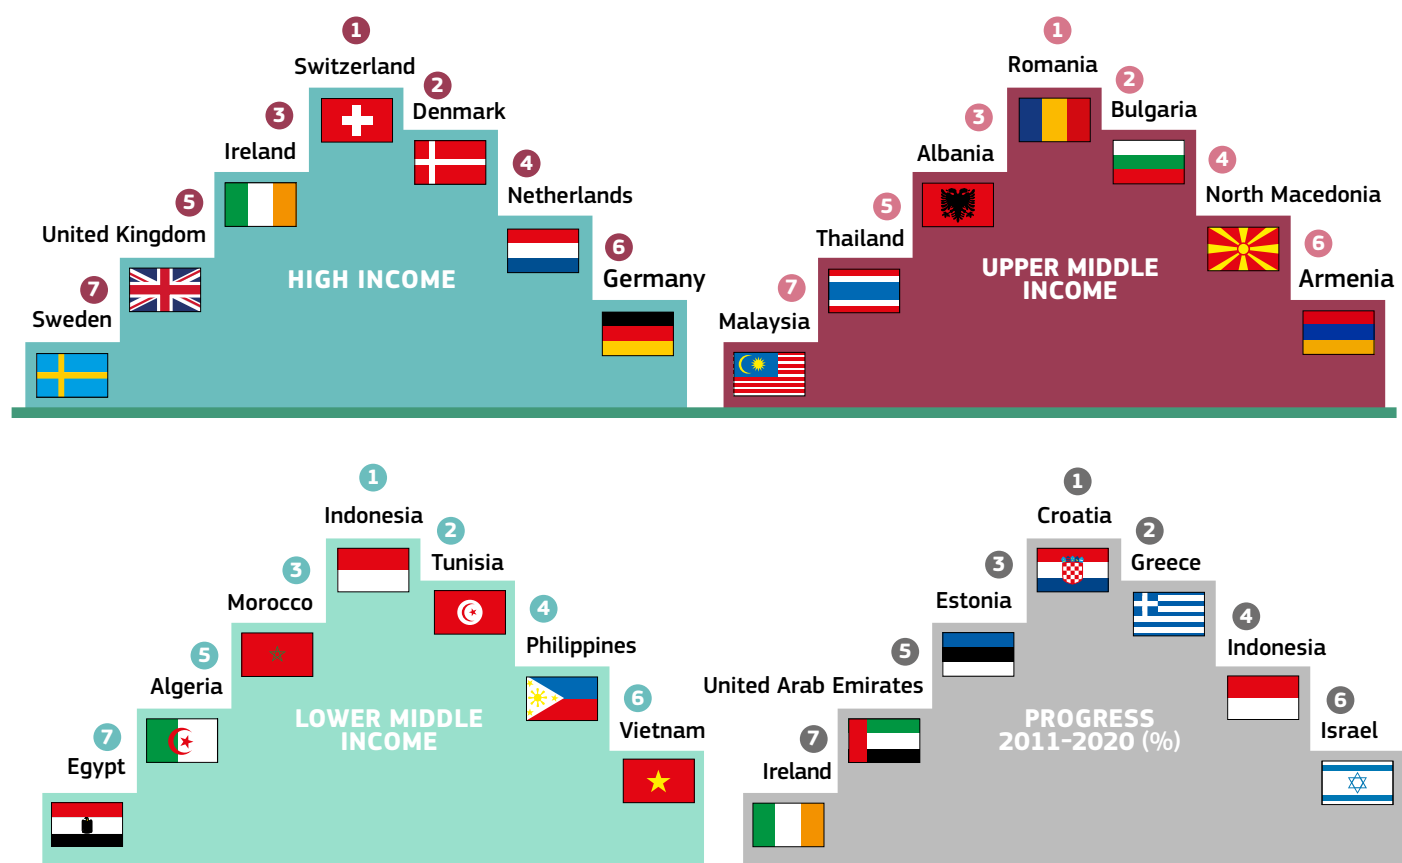 1
Switzerland
2
Denmark
3
Ireland
4
Netherlands
5
United Kingdom
6
Germany
7
Sweden
HIGH INCOME
1
Romania
2
Bulgaria
3
Albania
4
North Macedonia
5
Thailand
6
Armenia
7
Malaysia
UPPER MIDDLE
INCOME
1
Indonesia
2
Tunisia
3
Morocco
4
Philippines
5
Algeria
6
Vietnam
7
Egypt
LOWER MIDDLE
INCOME
1
Croatia
2
Greece
3
Estonia
4
Indonesia
5
United Arab Emirates
6
Israel
7
Ireland
PROGRESS
2011-2020 (%)